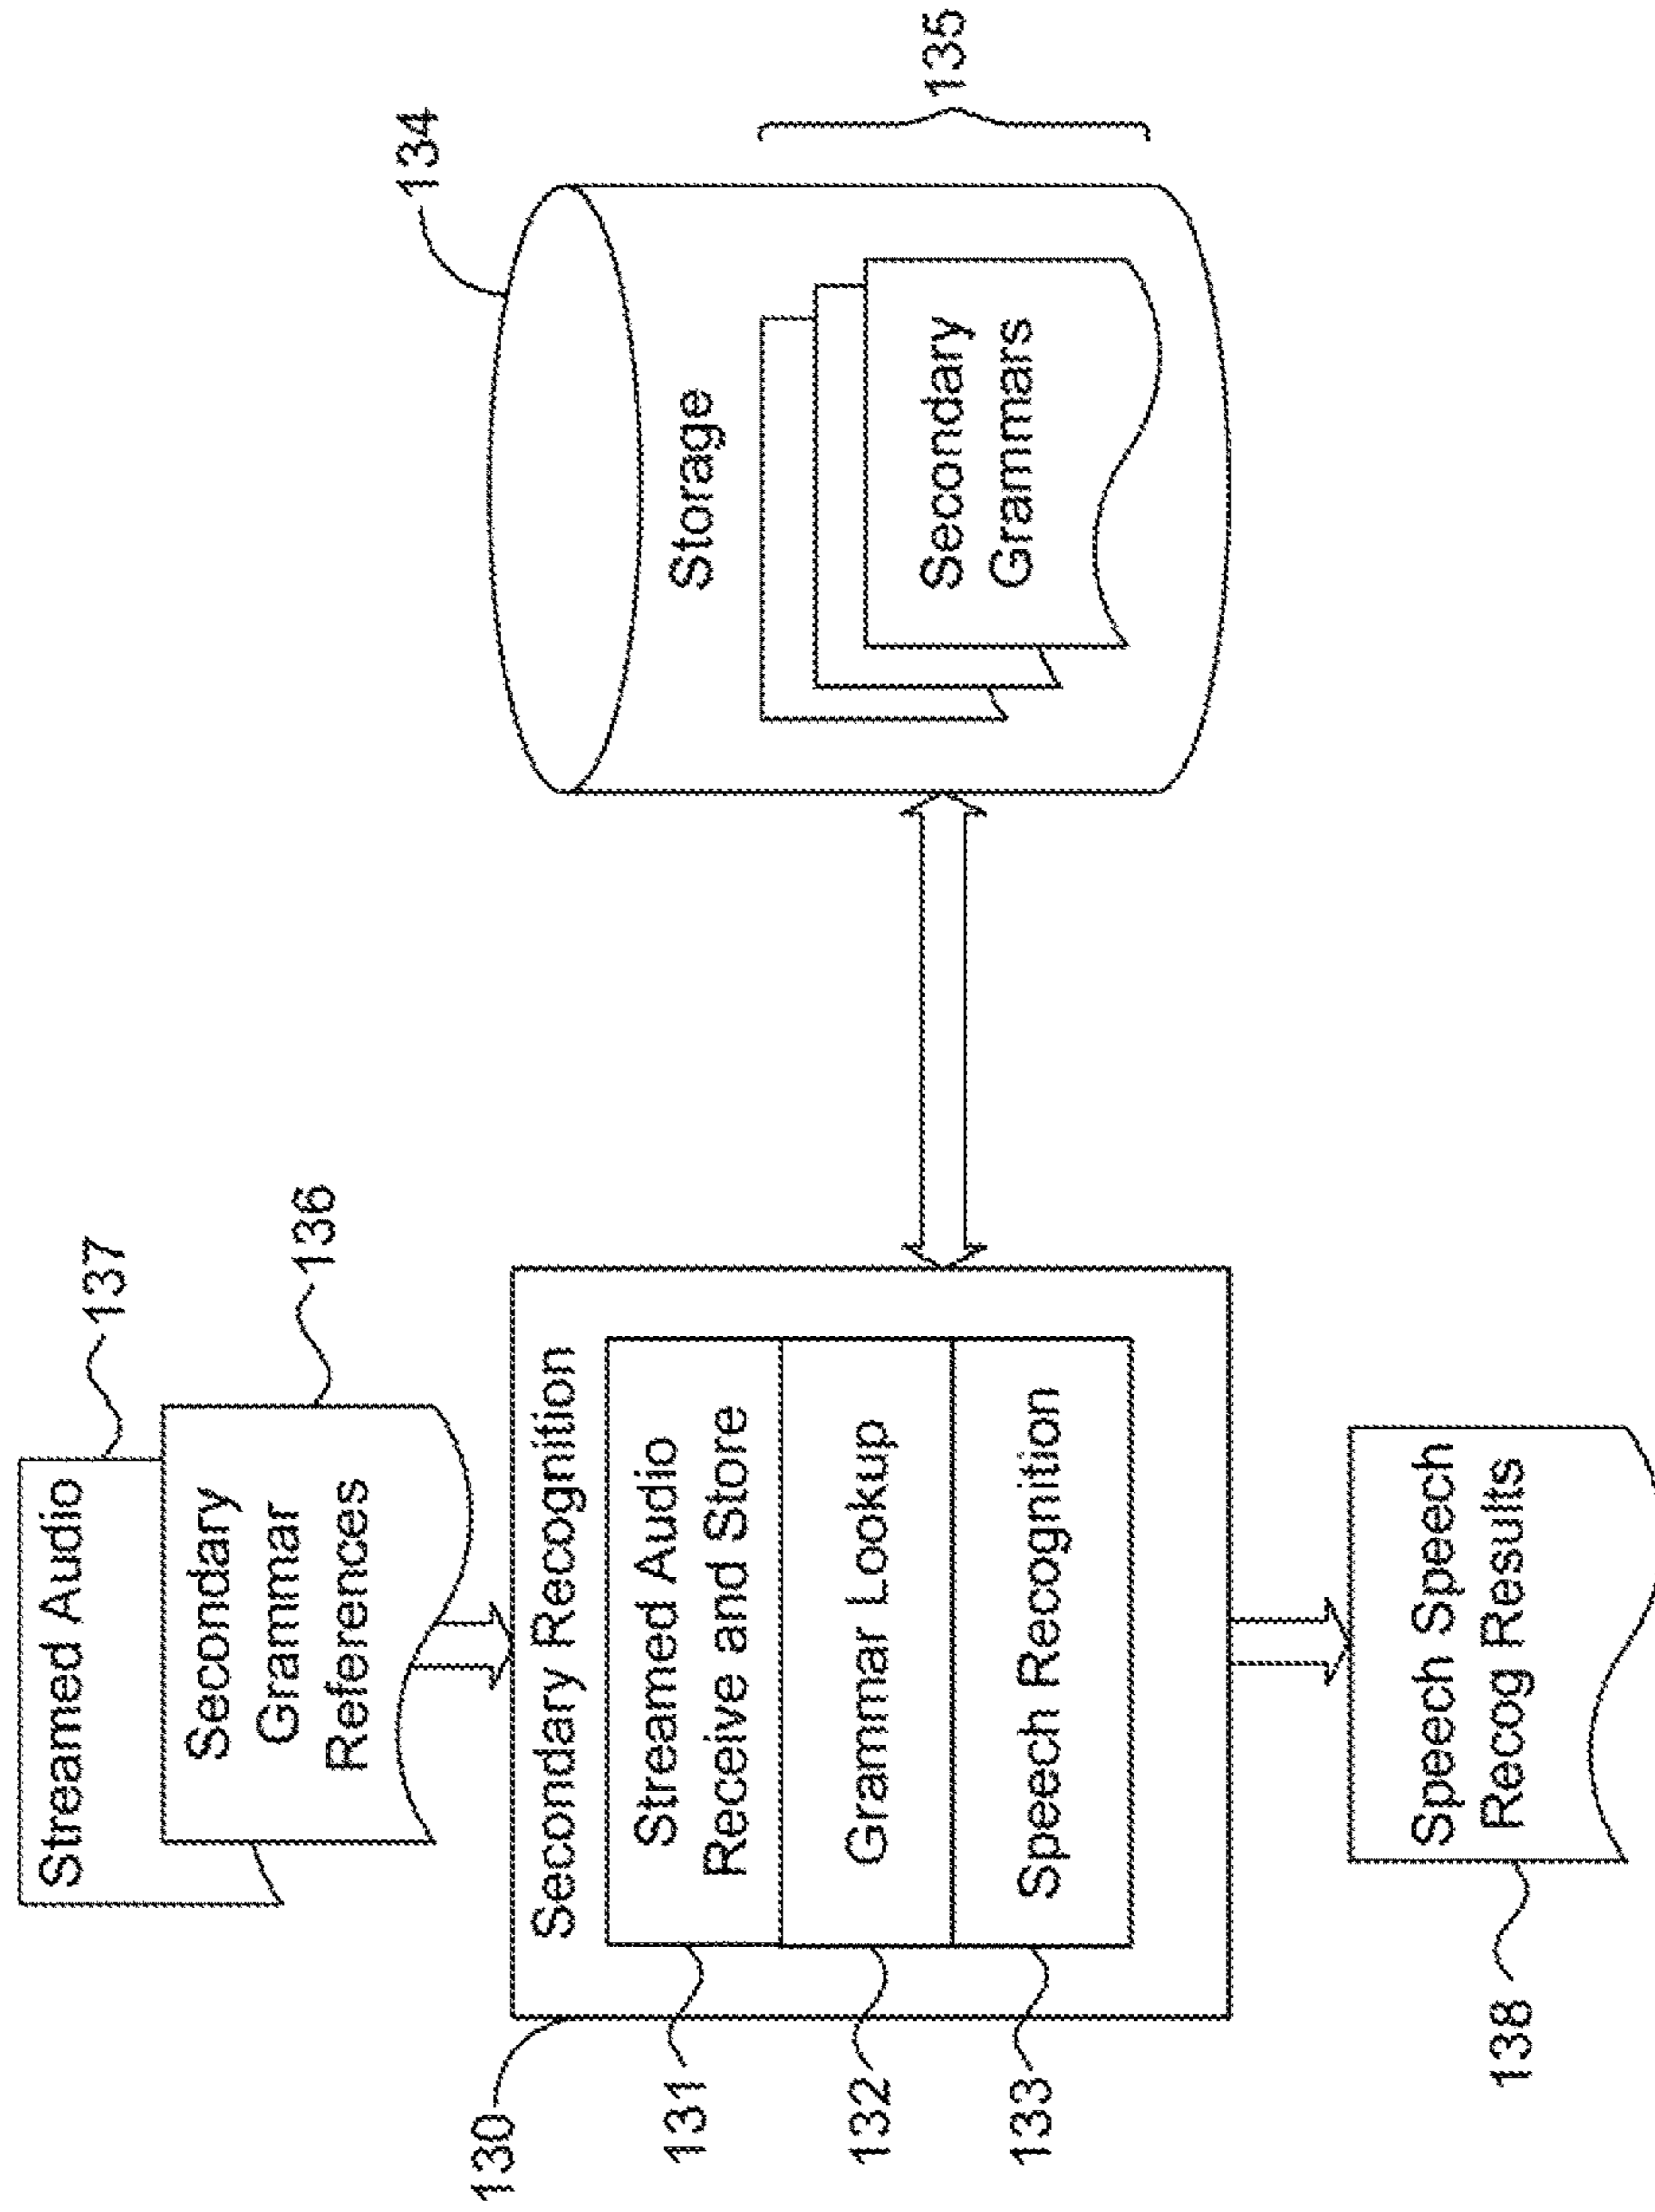 Streamed Audio
137
Secondary
Grammar
References
136
130
Secondary Recognition
131
Streamed Audio
Receive and Store
132
Grammar Lookup
133
Speech Recognition
134
Storage
Secondary
Grammars
135
138
Speech Speech
Recog Results